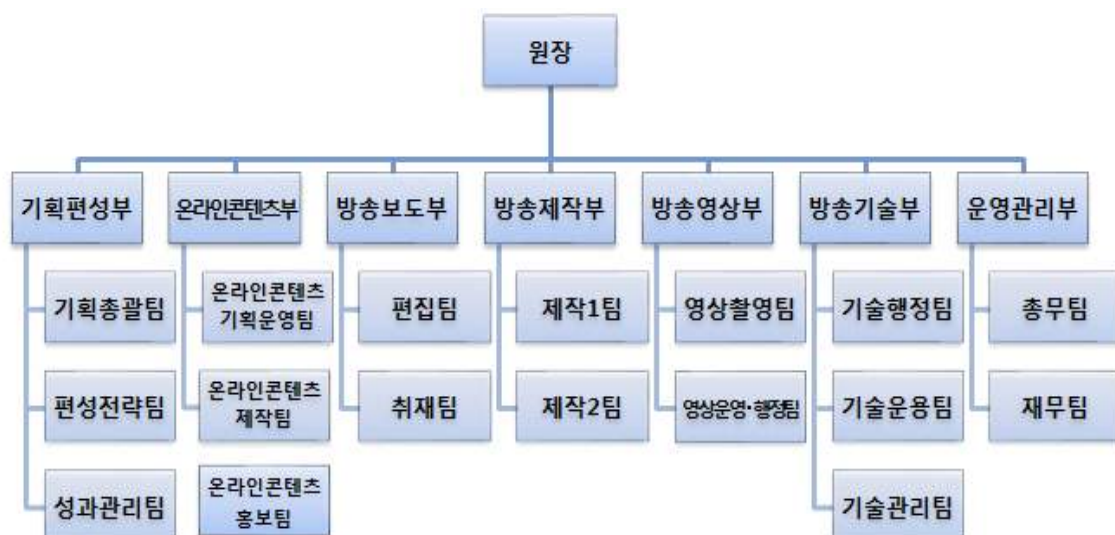 원장
기획편성부
온라인콘텐츠부
방송보도부
방송제작부
방송영상부
방송기술부
운영관리부
기획총괄팀
온라인콘텐츠
기획운영팀
편집팀
제작1팀
영상촬영팀
기술행정팀
총무팀
편성전략팀
온라인콘텐츠
제작팀
취재팀
제작2팀
영상운영·행정팀
기술운용팀
재무팀
성과관리팀
온라인콘텐츠
홍보팀
기술관리팀